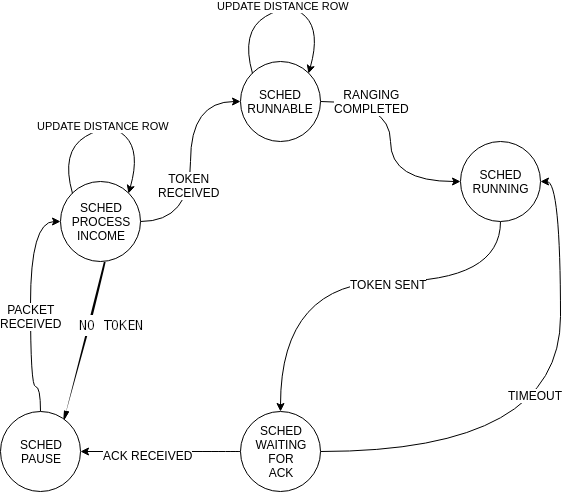 UPDATE DISTANCE ROW
SCHED
RUNNABLE
RANGING
COMPLETED
UPDATE DISTANCE ROW
TOKEN
RECEIVED
SCHED
RUNNING
SCHED
PROCESS
INCOME
TOKEN SENT
PACKET
RECEIVED
NO TOKEN
TIMEOUT
SCHED
PAUSE
ACK RECEIVED
SCHED
WAITING
FOR
ACK